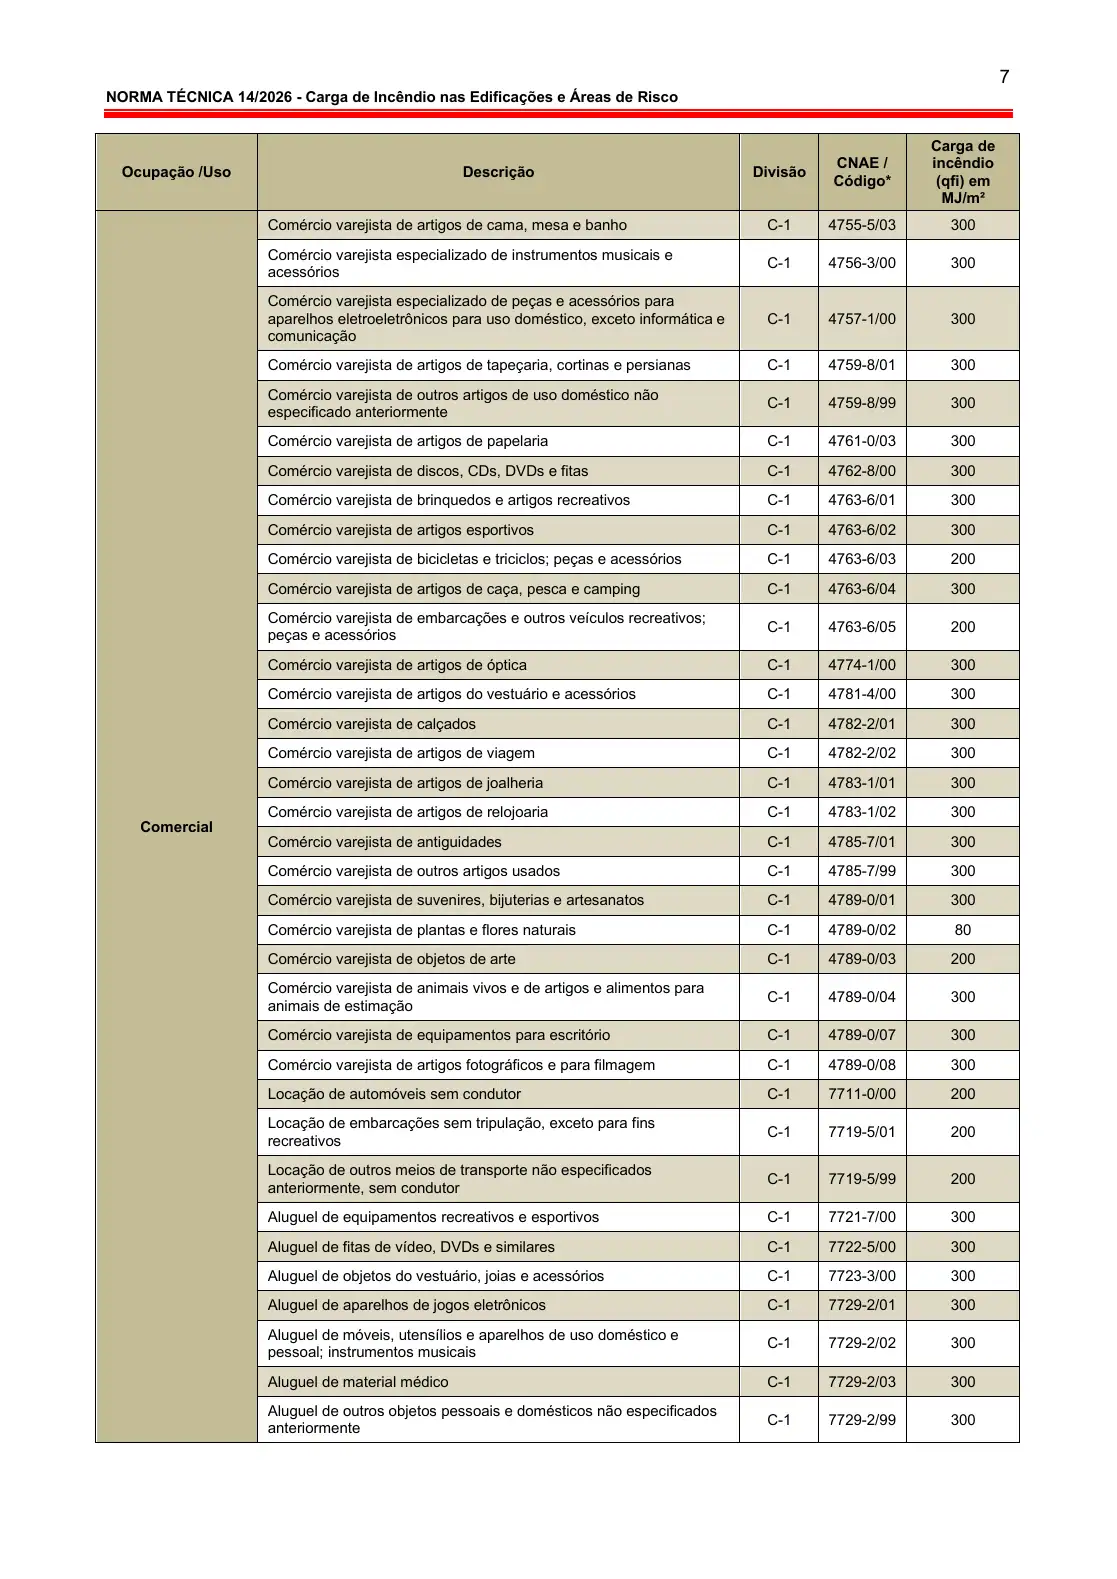 7
NORMA TÉCNICA 14/2026 - Carga de Incêndio nas Edificações e Áreas de Risco
Ocupação /Uso Descrição Divisão CNAE / Código* Carga de incêndio (qfi) em MJ/m²
Comercial
Comércio varejista de artigos de cama, mesa e banho C-1 4755-5/03 300
Comércio varejista especializado de instrumentos musicais e
acessórios C-1 4756-3/00 300
Comércio varejista especializado de peças e acessórios para
aparelhos eletroeletrônicos para uso doméstico, exceto informática e
comunicação C-1 4757-1/00 300
Comércio varejista de artigos de tapeçaria, cortinas e persianas C-1 4759-8/01 300
Comércio varejista de outros artigos de uso doméstico não
especificado anteriormente C-1 4759-8/99 300
Comércio varejista de artigos de papelaria C-1 4761-0/03 300
Comércio varejista de discos, CDs, DVDs e fitas C-1 4762-8/00 300
Comércio varejista de brinquedos e artigos recreativos C-1 4763-6/01 300
Comércio varejista de artigos esportivos C-1 4763-6/02 300
Comércio varejista de bicicletas e triciclos; peças e acessórios C-1 4763-6/03 200
Comércio varejista de artigos de caça, pesca e camping C-1 4763-6/04 300
Comércio varejista de embarcações e outros veículos recreativos;
peças e acessórios C-1 4763-6/05 200
Comércio varejista de artigos de óptica C-1 4774-1/00 300
Comércio varejista de artigos do vestuário e acessórios C-1 4781-4/00 300
Comércio varejista de calçados C-1 4782-2/01 300
Comércio varejista de artigos de viagem C-1 4782-2/02 300
Comércio varejista de artigos de joalheria C-1 4783-1/01 300
Comércio varejista de artigos de relojoaria C-1 4783-1/02 300
Comércio varejista de antiguidades C-1 4785-7/01 300
Comércio varejista de outros artigos usados C-1 4785-7/99 300
Comércio varejista de suvenires, bijuterias e artesanatos C-1 4789-0/01 300
Comércio varejista de plantas e flores naturais C-1 4789-0/02 80
Comércio varejista de objetos de arte C-1 4789-0/03 200
Comércio varejista de animais vivos e de artigos e alimentos para
animais de estimação C-1 4789-0/04 300
Comércio varejista de equipamentos para escritório C-1 4789-0/07 300
Comércio varejista de artigos fotográficos e para filmagem C-1 4789-0/08 300
Locação de automóveis sem condutor C-1 7711-0/00 200
Locação de embarcações sem tripulação, exceto para fins
recreativos C-1 7719-5/01 200
Locação de outros meios de transporte não especificados
anteriormente, sem condutor C-1 7719-5/99 200
Aluguel de equipamentos recreativos e esportivos C-1 7721-7/00 300
Aluguel de fitas de vídeo, DVDs e similares C-1 7722-5/00 300
Aluguel de objetos do vestuário, joias e acessórios C-1 7723-3/00 300
Aluguel de aparelhos de jogos eletrônicos C-1 7729-2/01 300
Aluguel de móveis, utensílios e aparelhos de uso doméstico e
pessoal; instrumentos musicais C-1 7729-2/02 300
Aluguel de material médico C-1 7729-2/03 300
Aluguel de outros objetos pessoais e domésticos não especificados
anteriormente C-1 7729-2/99 300